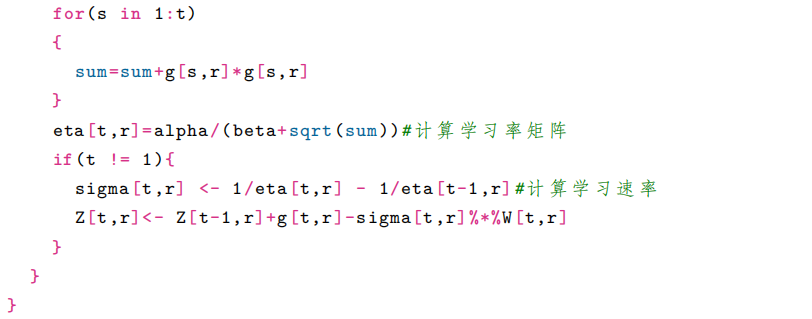 for(s in 1:t)
{
sum=sum+g[s,r]*g[s,r]
}
eta[t,r]=alpha/(beta+sqrt(sum))#计算学习率矩阵
if(t != 1){
sigma[t,r] <- 1/eta[t,r] - 1/eta[t-1,r]#计算学习速率
Z[t,r]<- Z[t-1,r]+g[t,r]-sigma[t,r]%*%W[t,r]
}
}
}